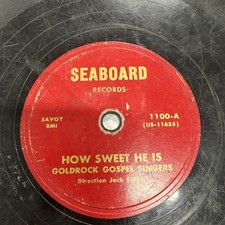 SEABOARD
RECORDS
SAVOY
BMI
1100-A
(US-11655)
HOW SWEET HE IS
GOLDROCK GOSPEL SINGERS
Direction Jack